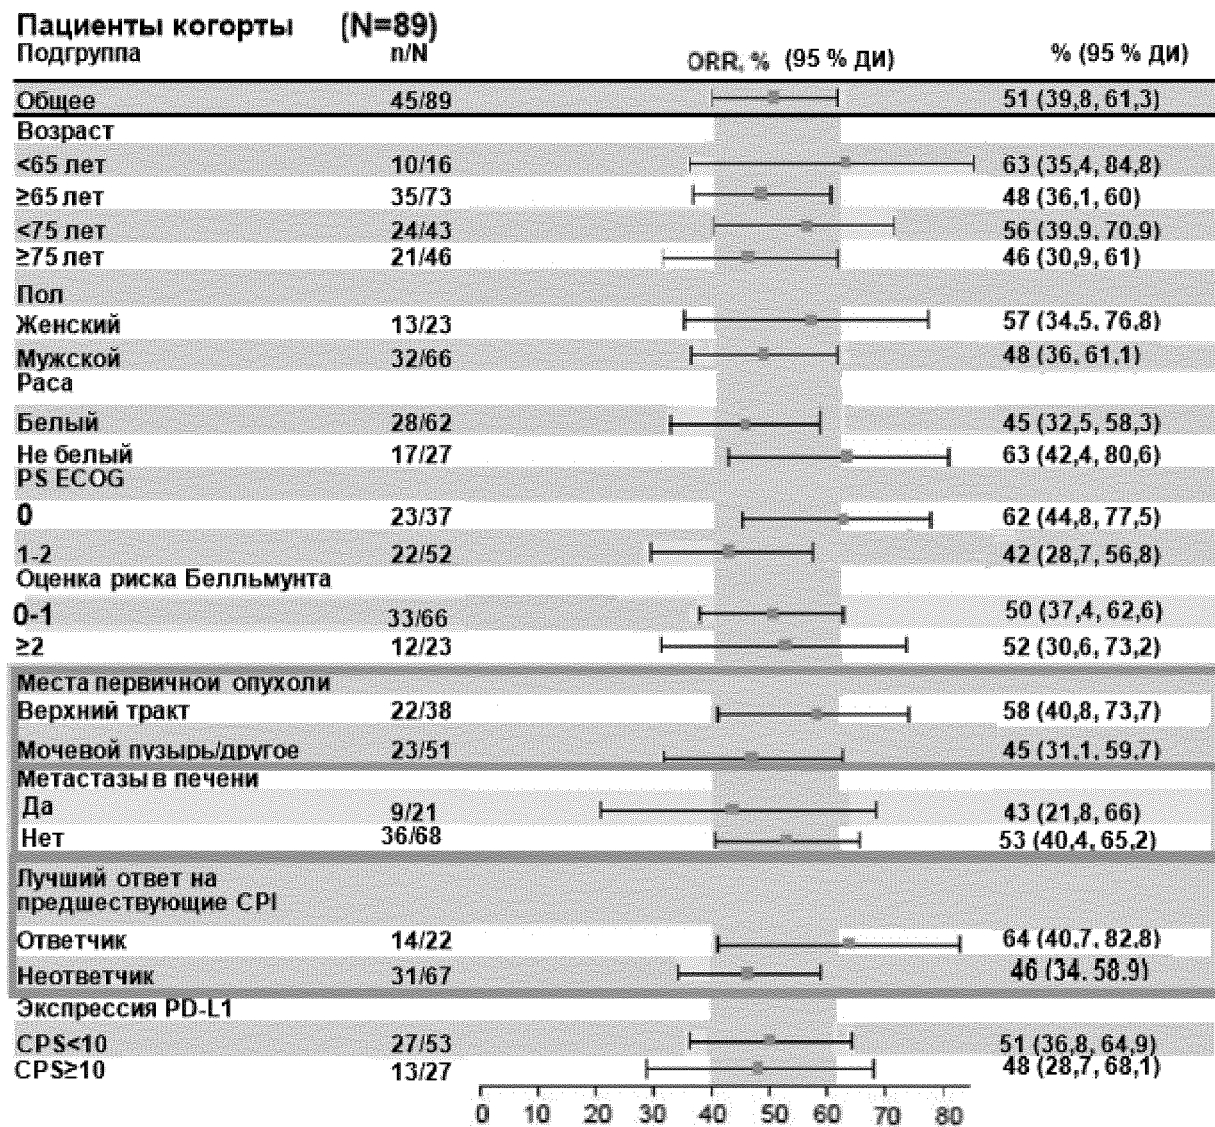 Пациенты когорты (N=89)
Подгруппа n/N ORR, % (95 % ДИ) % (95 % ДИ)
Общее 45/89 51 (39,8, 61,3)
Возраст
<65 лет 10/16 63 (35,4, 84,8)
≥65 лет 35/73 48 (36,1, 60)
<75 лет 24/43 56 (39,9, 70,9)
≥75 лет 21/46 46 (30,9, 61)
Пол
Женский 13/23 57 (34,5, 76,8)
Мужской 32/66 48 (36, 61,1)
Раса
Белый 28/62 45 (32,5, 58,3)
Не белый 17/27 63 (42,4, 80,6)
PS ECOG
0 23/37 62 (44,8, 77,5)
1-2 22/52 42 (28,7, 56,8)
Оценка риска Белльмунта
0-1 33/66 50 (37,4, 62,6)
≥2 12/23 52 (30,6, 73,2)
Места первичной опухоли
Верхний тракт 22/38 58 (40,8, 73,7)
Мочевой пузырь/другое 23/51 45 (31,1, 59,7)
Метастазы в печени
Да 9/21 43 (21,8, 66)
Нет 36/68 53 (40,4, 65,2)
Лучший ответ на
предшествующие CPI
Ответчик 14/22 64 (40,7, 82,8)
Неответчик 31/67 46 (34, 58,9)
Экспрессия PD-L1
CPS<10 27/53 51 (36,8, 64,9)
CPS≥10 13/27 48 (28,7, 68,1)
0 10 20 30 40 50 60 70 80